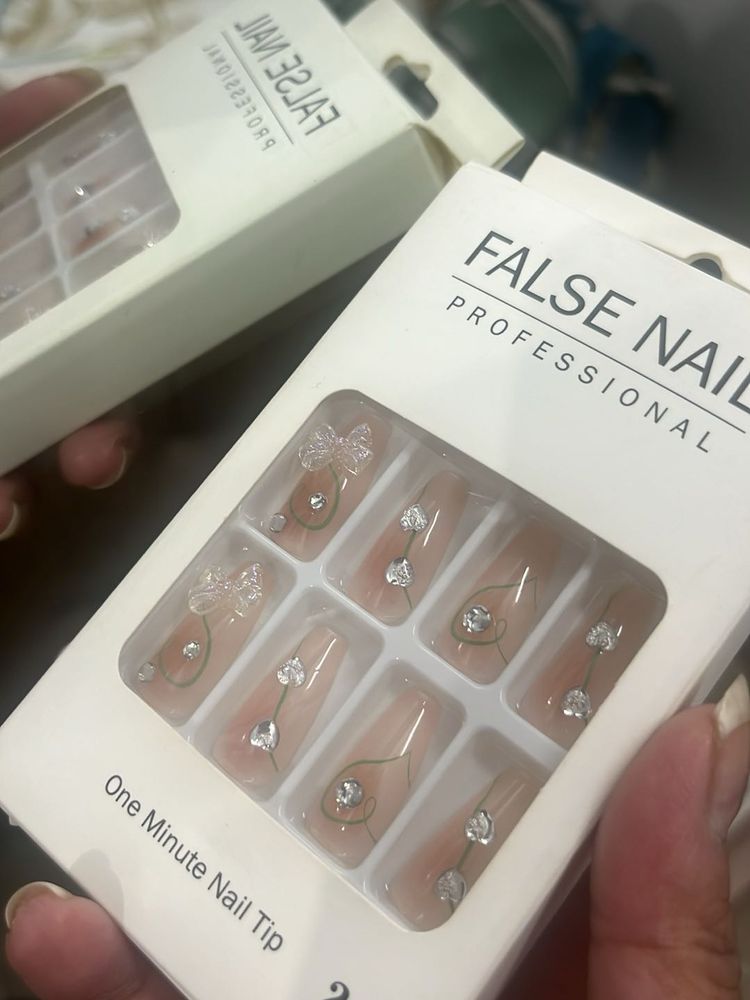 FALSE NAIL
PROFESSIONAL
One Minute Nail Tip
FALSE NAIL
PROFESSIONAL